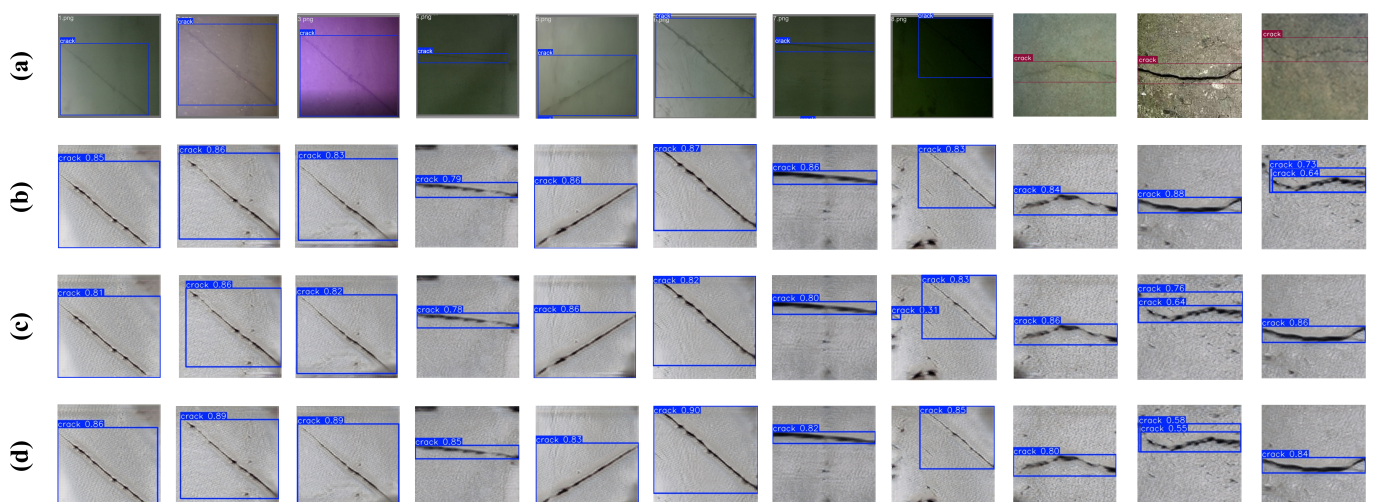 (a)
1.png
crack
crack
3.png
crack
4.png
crack
5.png
crack
crack
7.png
crack
8.png
crack
crack
crack
crack
(b)
crack 0.85
crack 0.86
crack 0.83
crack 0.79
crack 0.86
crack 0.87
crack 0.86
crack 0.83
crack 0.84
crack 0.88
crack 0.73
crack 0.64
(c)
crack 0.81
crack 0.86
crack 0.82
crack 0.78
crack 0.86
crack 0.82
crack 0.80
crack 0.83
crack 0.31
crack 0.86
crack 0.76
crack 0.64
crack 0.86
(d)
crack 0.86
crack 0.89
crack 0.89
crack 0.85
crack 0.83
crack 0.90
crack 0.82
crack 0.85
crack 0.80
crack 0.58
crack 0.55
crack 0.84